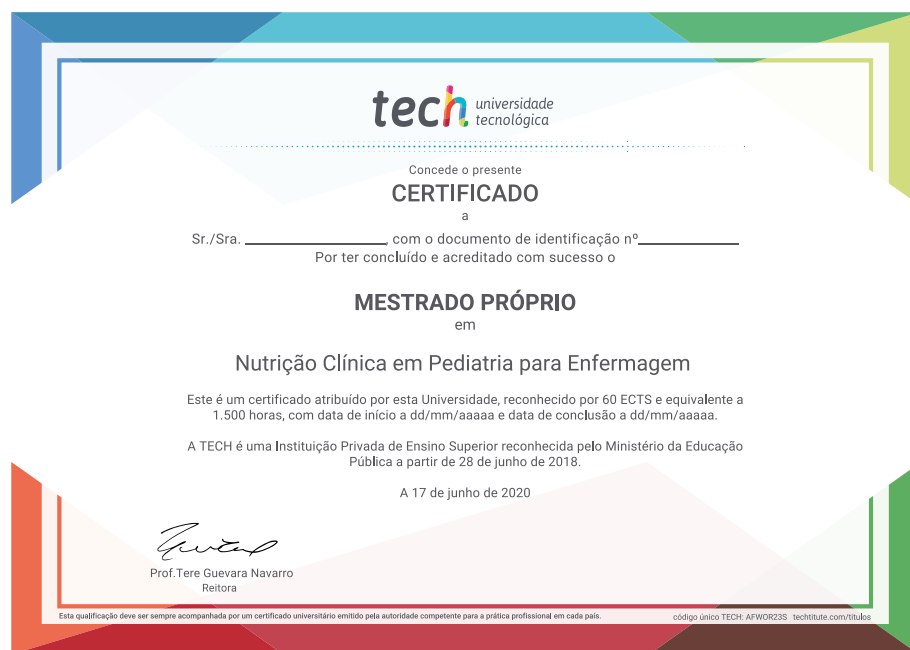 tech universidade
tecnológica
Concede o presente
CERTIFICADO
a
Sr./Sra. __________________, com o documento de identificação nº_____________
Por ter concluído e acreditado com sucesso o
MESTRADO PRÓPRIO
em
Nutrição Clínica em Pediatria para Enfermagem
Este é um certificado atribuído por esta Universidade, reconhecido por 60 ECTS e equivalente a
1.500 horas, com data de início a dd/mm/aaaaa e data de conclusão a dd/mm/aaaaa.
A TECH é uma Instituição Privada de Ensino Superior reconhecida pelo Ministério da Educação
Pública a partir de 28 de junho de 2018.
A 17 de junho de 2020
Prof.Tere Guevara Navarro
Reitora
Esta qualificação deve ser sempre acompanhada por um certificado universitário emitido pela autoridade competente para a prática profissional em cada país.
código único TECH: AFWOR23S techtitute.com/titulos